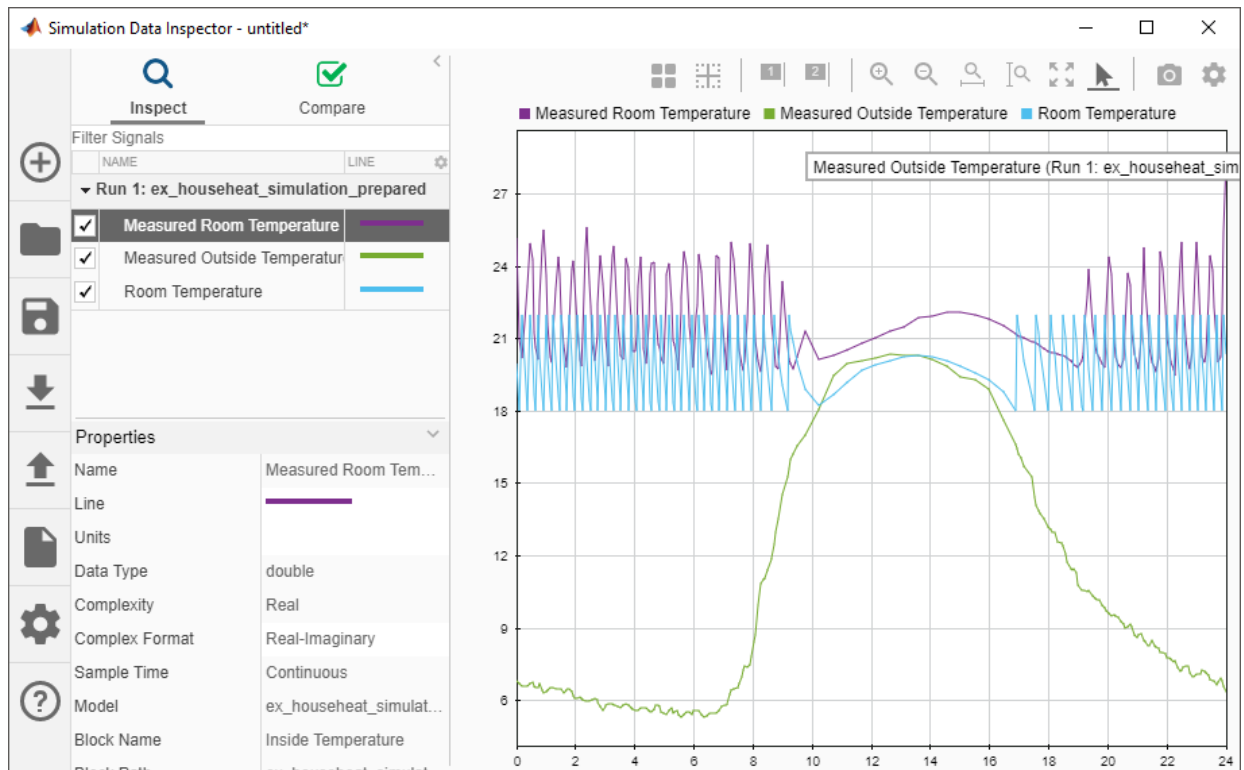 Simulation Data Inspector - untitled*
Inspect
Compare
Filter Signals
NAME LINE
Run 1: ex_househeat_simulation_prepared
Measured Room Temperature
Measured Outside Temperatur
Room Temperature
Properties
Name Measured Room Tem...
Line
Units
Data Type double
Complexity Real
Complex Format Real-Imaginary
Sample Time Continuous
Model ex_househeat_simulat...
Block Name Inside Temperature
1 2
Measured Room Temperature Measured Outside Temperature Room Temperature
Measured Outside Temperature (Run 1: ex_househeat_sim
27
24
21
18
15
12
9
6
0 2 4 6 8 10 12 14 16 18 20 22 24